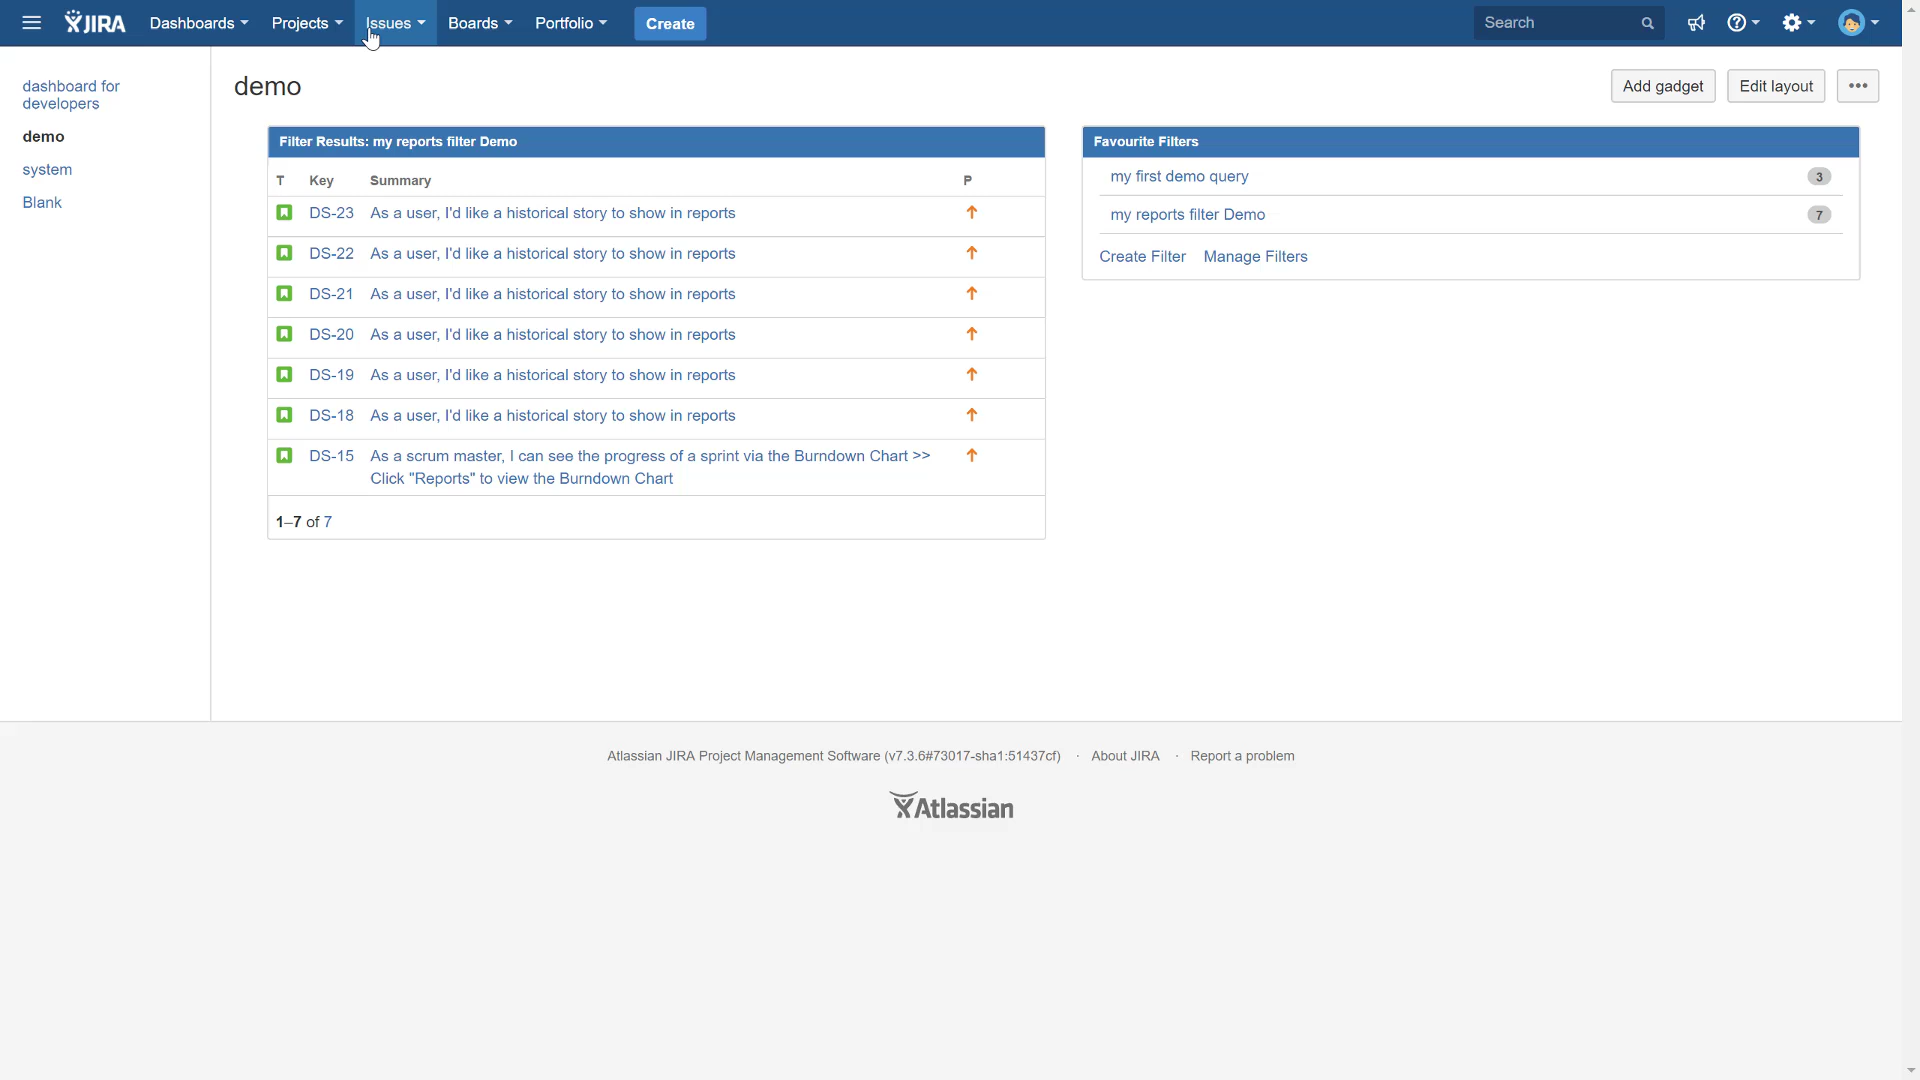 JIRA Dashboards Projects Issues Boards Portfolio Create Search
dashboard for
developers
demo
system
Blank
demo
Add gadget Edit layout •••
Filter Results: my reports filter Demo
T Key Summary P
DS-23 As a user, I'd like a historical story to show in reports
DS-22 As a user, I'd like a historical story to show in reports
DS-21 As a user, I'd like a historical story to show in reports
DS-20 As a user, I'd like a historical story to show in reports
DS-19 As a user, I'd like a historical story to show in reports
DS-18 As a user, I'd like a historical story to show in reports
DS-15 As a scrum master, I can see the progress of a sprint via the Burndown Chart >>
Click "Reports" to view the Burndown Chart
1–7 of 7
Favourite Filters
my first demo query 3
my reports filter Demo 7
Create Filter Manage Filters
Atlassian JIRA Project Management Software (v7.3.6#73017-sha1:51437cf) · About JIRA · Report a problem
Atlassian